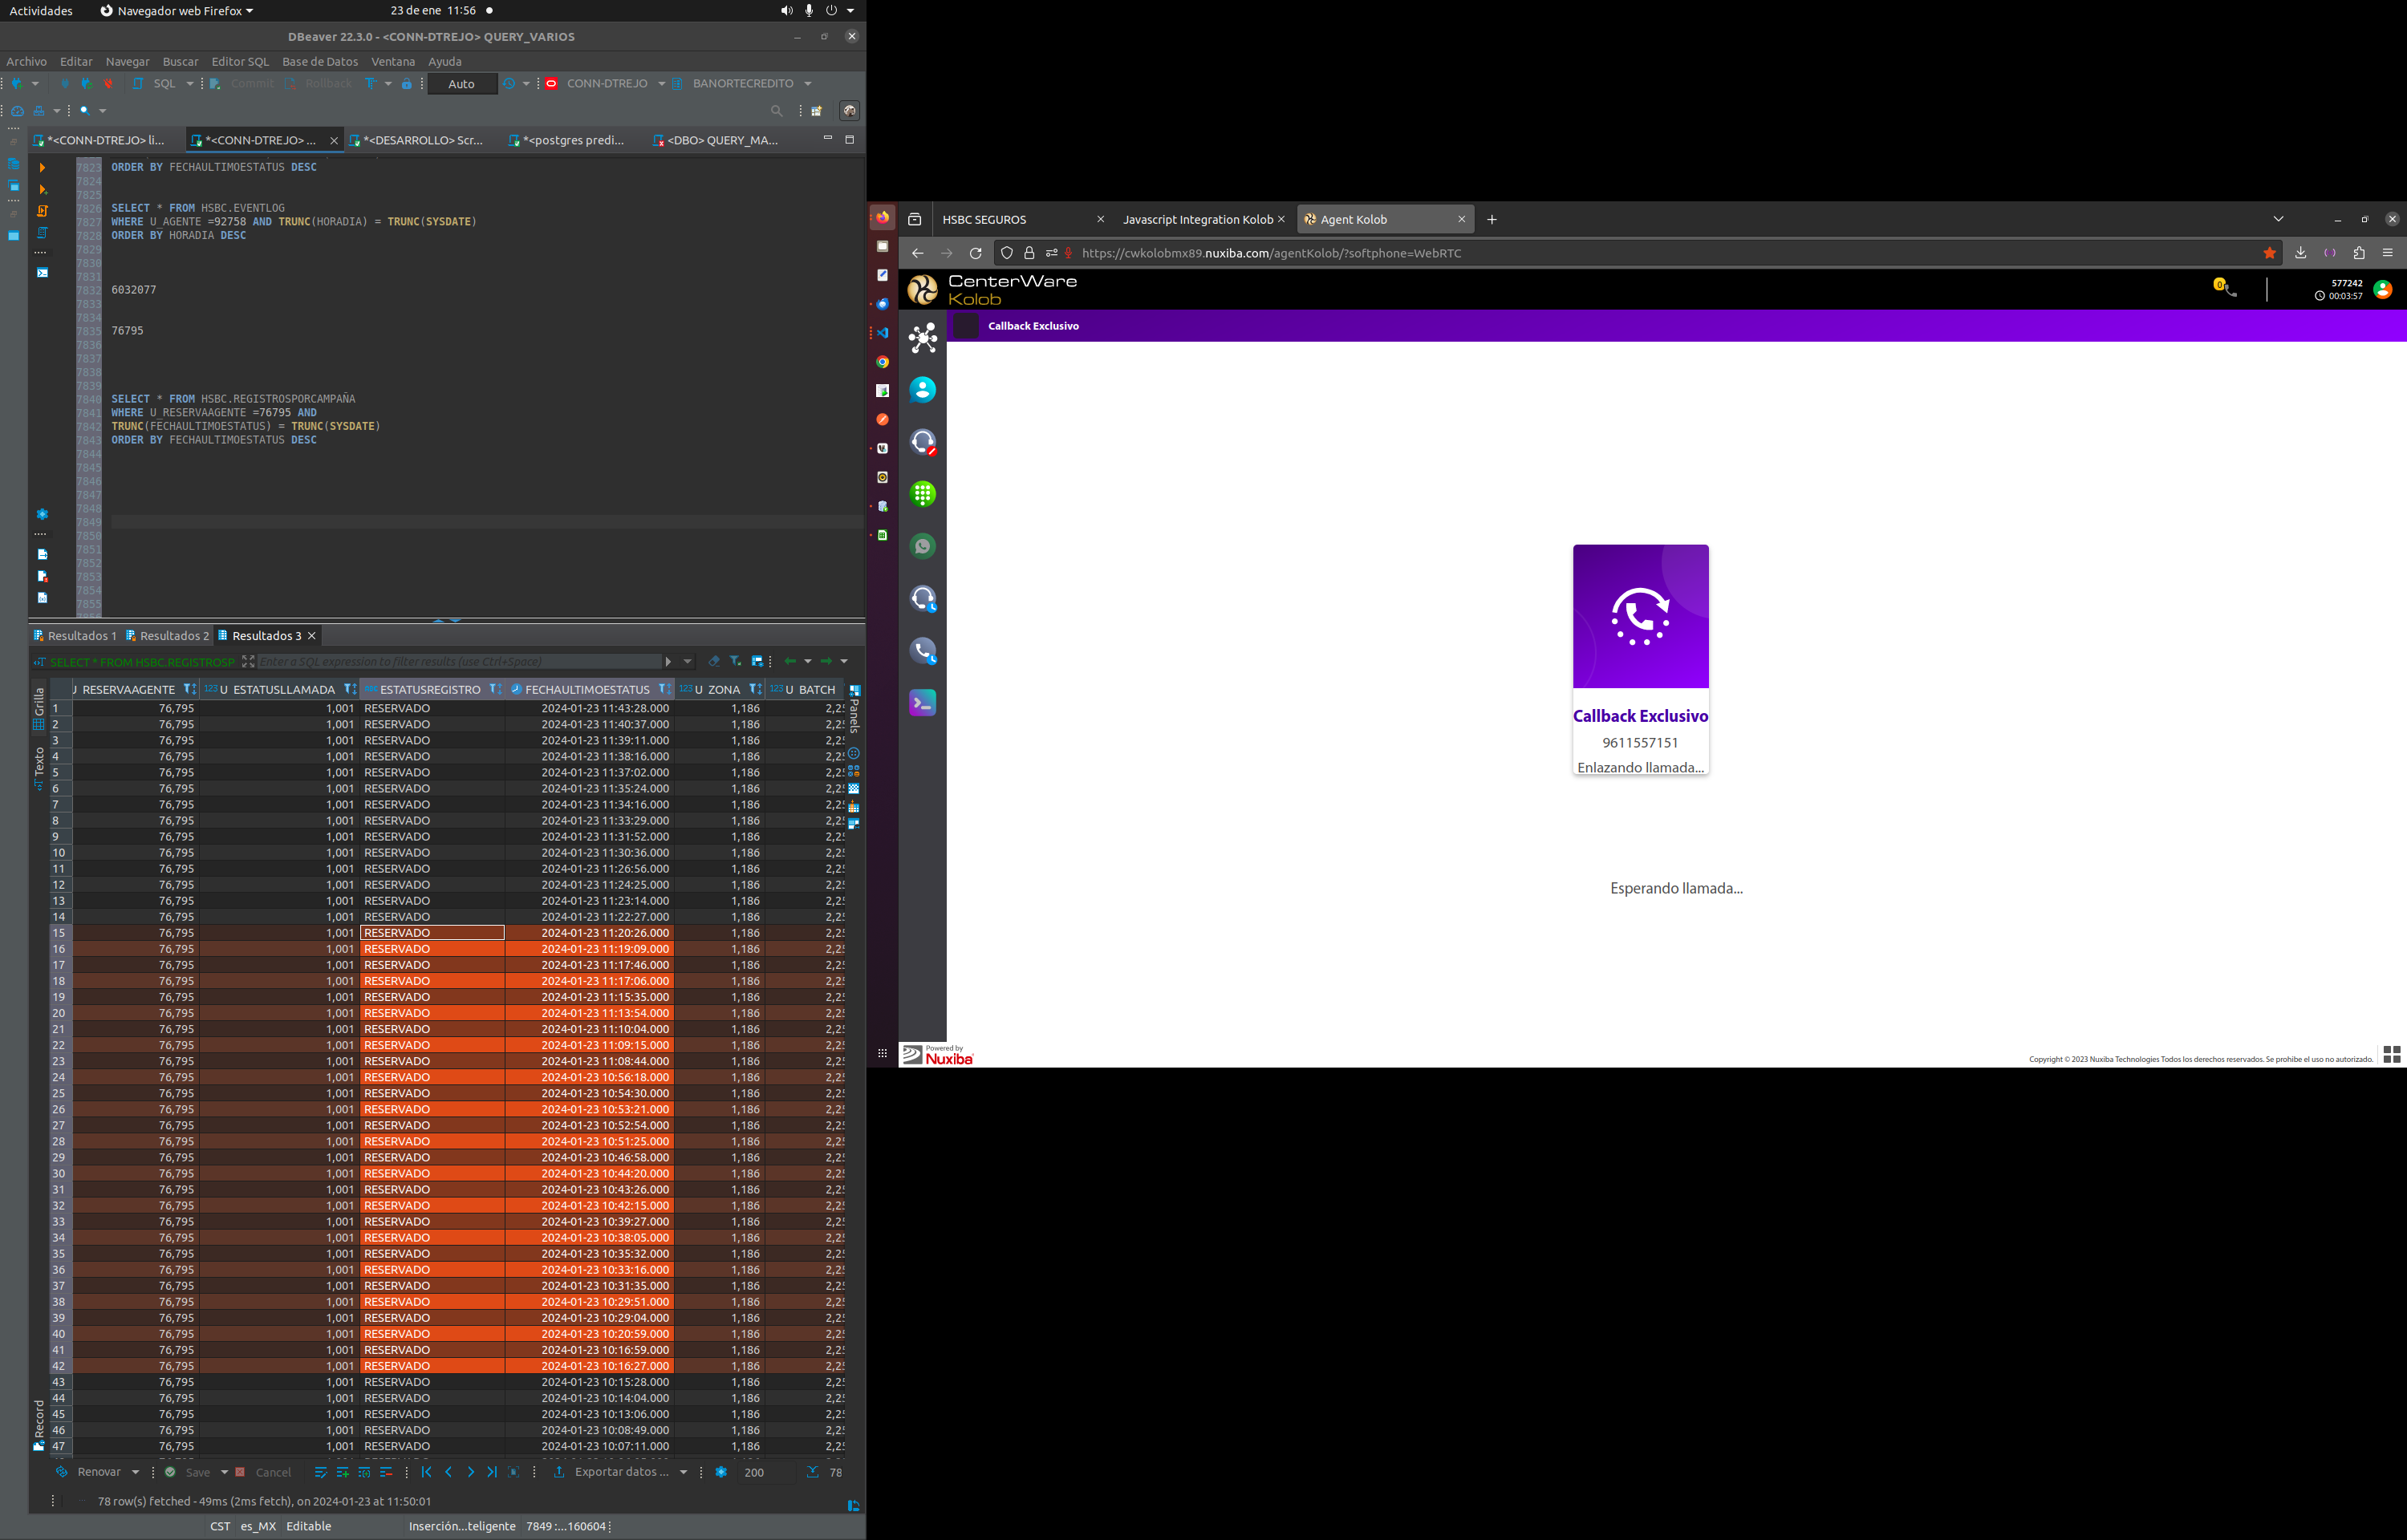 Actividades Navegador web Firefox 23 de ene 11:56
DBeaver 22.3.0 - <CONN-DTREJO> QUERY_VARIOS
Archivo Editar Navegar Buscar Editor SQL Base de Datos Ventana Ayuda
SQL Commit Rollback Auto CONN-DTREJO BANORTECREDITO
*<CONN-DTREJO> li... *<CONN-DTREJO> ... *<DESARROLLO> Scr... *<postgres predi... <DBO> QUERY_MA...
7823 ORDER BY FECHAULTIMOESTATUS DESC
7824
7825
7826 SELECT * FROM HSBC.EVENTLOG
7827 WHERE U_AGENTE =92758 AND TRUNC(HORADIA) = TRUNC(SYSDATE)
7828 ORDER BY HORADIA DESC
7829
7830
7831
7832 6032077
7833
7834
7835 76795
7836
7837
7838
7839
7840 SELECT * FROM HSBC.REGISTROSPORCAMPAÑA
7841 WHERE U_RESERVAAGENTE =76795 AND
7842 TRUNC(FECHAULTIMOESTATUS) = TRUNC(SYSDATE)
7843 ORDER BY FECHAULTIMOESTATUS DESC
7844
7845
7846
7847
7848
7849
7850
7851
7852
7853
7854
7855
Resultados 1 Resultados 2 Resultados 3
SELECT * FROM HSBC.REGISTROSP Enter a SQL expression to filter results (use Ctrl+Space)
Grilla
Texto
Record
Panels
RESERVAAGENTE 123 U ESTATUSLLAMADA ESTATUSREGISTRO FECHAULTIMOESTATUS 123 U ZONA 123 U BATCH
1 76,795 1,001 RESERVADO 2024-01-23 11:43:28.000 1,186 2,2
2 76,795 1,001 RESERVADO 2024-01-23 11:40:37.000 1,186 2,2
3 76,795 1,001 RESERVADO 2024-01-23 11:39:11.000 1,186 2,2
4 76,795 1,001 RESERVADO 2024-01-23 11:38:16.000 1,186 2,2
5 76,795 1,001 RESERVADO 2024-01-23 11:37:02.000 1,186 2,2
6 76,795 1,001 RESERVADO 2024-01-23 11:35:24.000 1,186 2,2
7 76,795 1,001 RESERVADO 2024-01-23 11:34:16.000 1,186 2,2
8 76,795 1,001 RESERVADO 2024-01-23 11:33:29.000 1,186 2,2
9 76,795 1,001 RESERVADO 2024-01-23 11:31:52.000 1,186 2,2
10 76,795 1,001 RESERVADO 2024-01-23 11:30:36.000 1,186 2,2
11 76,795 1,001 RESERVADO 2024-01-23 11:26:56.000 1,186 2,2
12 76,795 1,001 RESERVADO 2024-01-23 11:24:25.000 1,186 2,2
13 76,795 1,001 RESERVADO 2024-01-23 11:23:14.000 1,186 2,2
14 76,795 1,001 RESERVADO 2024-01-23 11:22:27.000 1,186 2,2
15 76,795 1,001 RESERVADO 2024-01-23 11:20:26.000 1,186 2,2
16 76,795 1,001 RESERVADO 2024-01-23 11:19:09.000 1,186 2,2
17 76,795 1,001 RESERVADO 2024-01-23 11:17:46.000 1,186 2,2
18 76,795 1,001 RESERVADO 2024-01-23 11:17:06.000 1,186 2,2
19 76,795 1,001 RESERVADO 2024-01-23 11:15:35.000 1,186 2,2
20 76,795 1,001 RESERVADO 2024-01-23 11:13:54.000 1,186 2,2
21 76,795 1,001 RESERVADO 2024-01-23 11:10:04.000 1,186 2,2
22 76,795 1,001 RESERVADO 2024-01-23 11:09:15.000 1,186 2,2
23 76,795 1,001 RESERVADO 2024-01-23 11:08:44.000 1,186 2,2
24 76,795 1,001 RESERVADO 2024-01-23 10:56:18.000 1,186 2,2
25 76,795 1,001 RESERVADO 2024-01-23 10:54:30.000 1,186 2,2
26 76,795 1,001 RESERVADO 2024-01-23 10:53:21.000 1,186 2,2
27 76,795 1,001 RESERVADO 2024-01-23 10:52:54.000 1,186 2,2
28 76,795 1,001 RESERVADO 2024-01-23 10:51:25.000 1,186 2,2
29 76,795 1,001 RESERVADO 2024-01-23 10:46:58.000 1,186 2,2
30 76,795 1,001 RESERVADO 2024-01-23 10:44:20.000 1,186 2,2
31 76,795 1,001 RESERVADO 2024-01-23 10:43:26.000 1,186 2,2
32 76,795 1,001 RESERVADO 2024-01-23 10:42:15.000 1,186 2,2
33 76,795 1,001 RESERVADO 2024-01-23 10:39:27.000 1,186 2,2
34 76,795 1,001 RESERVADO 2024-01-23 10:38:05.000 1,186 2,2
35 76,795 1,001 RESERVADO 2024-01-23 10:35:32.000 1,186 2,2
36 76,795 1,001 RESERVADO 2024-01-23 10:33:16.000 1,186 2,2
37 76,795 1,001 RESERVADO 2024-01-23 10:31:35.000 1,186 2,2
38 76,795 1,001 RESERVADO 2024-01-23 10:29:51.000 1,186 2,2
39 76,795 1,001 RESERVADO 2024-01-23 10:29:04.000 1,186 2,2
40 76,795 1,001 RESERVADO 2024-01-23 10:20:59.000 1,186 2,2
41 76,795 1,001 RESERVADO 2024-01-23 10:16:59.000 1,186 2,2
42 76,795 1,001 RESERVADO 2024-01-23 10:16:27.000 1,186 2,2
43 76,795 1,001 RESERVADO 2024-01-23 10:15:28.000 1,186 2,2
44 76,795 1,001 RESERVADO 2024-01-23 10:14:04.000 1,186 2,2
45 76,795 1,001 RESERVADO 2024-01-23 10:13:06.000 1,186 2,2
46 76,795 1,001 RESERVADO 2024-01-23 10:08:49.000 1,186 2,2
47 76,795 1,001 RESERVADO 2024-01-23 10:07:11.000 1,186 2,2
Renovar Save Cancel Exportar datos ... 200 78
78 row(s) fetched - 49ms (2ms fetch), on 2024-01-23 at 11:50:01
CST es_MX Editable Inserción...teligente 7849 :...160604
HSBC SEGUROS Javascript Integration Kolob Agent Kolob
https://cwkolobmx89.nuxiba.com/agentKolob/?softphone=WebRTC
CenterWare
Kolob
0
577242
00:03:57
Callback Exclusivo
Callback Exclusivo
9611557151
Enlazando llamada...
Esperando llamada...
Powered by
Nuxiba
Copyright © 2023 Nuxiba Technologies Todos los derechos reservados. Se prohibe el uso no autorizado.